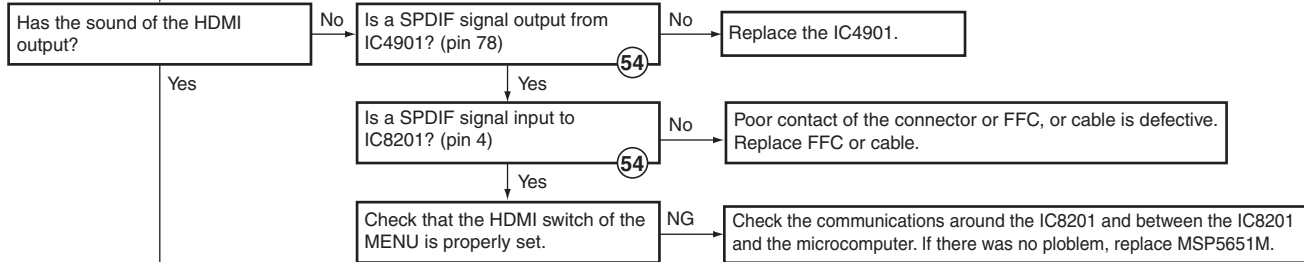 Has the sound of the HDMI
output?
No
Is a SPDIF signal output from
IC4901? (pin 78)
54
No
Replace the IC4901.
Yes
Yes
Is a SPDIF signal input to
IC8201? (pin 4)
54
No
Poor contact of the connector or FFC, or cable is defective.
Replace FFC or cable.
Yes
Check that the HDMI switch of the
MENU is properly set.
NG
Check the communications around the IC8201 and between the IC8201
and the microcomputer. If there was no ploblem, replace MSP5651M.